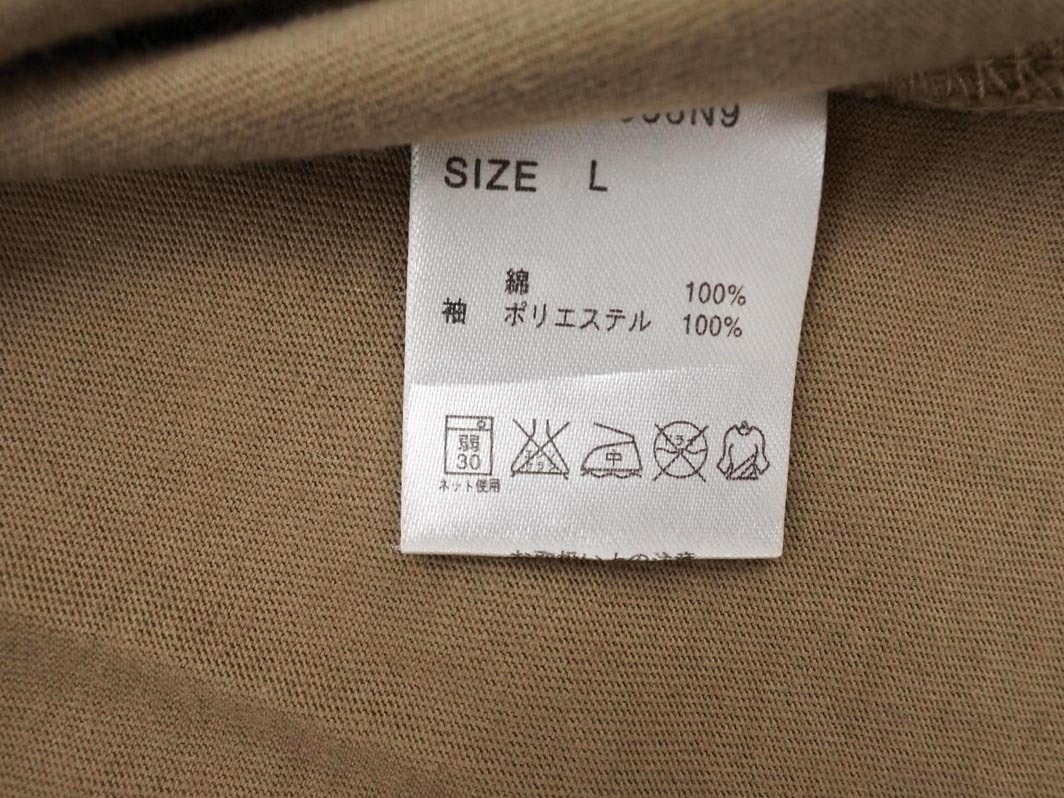 SIZE L
綿 100%
袖 ポリエステル 100%
弱
30
中
ネット使用